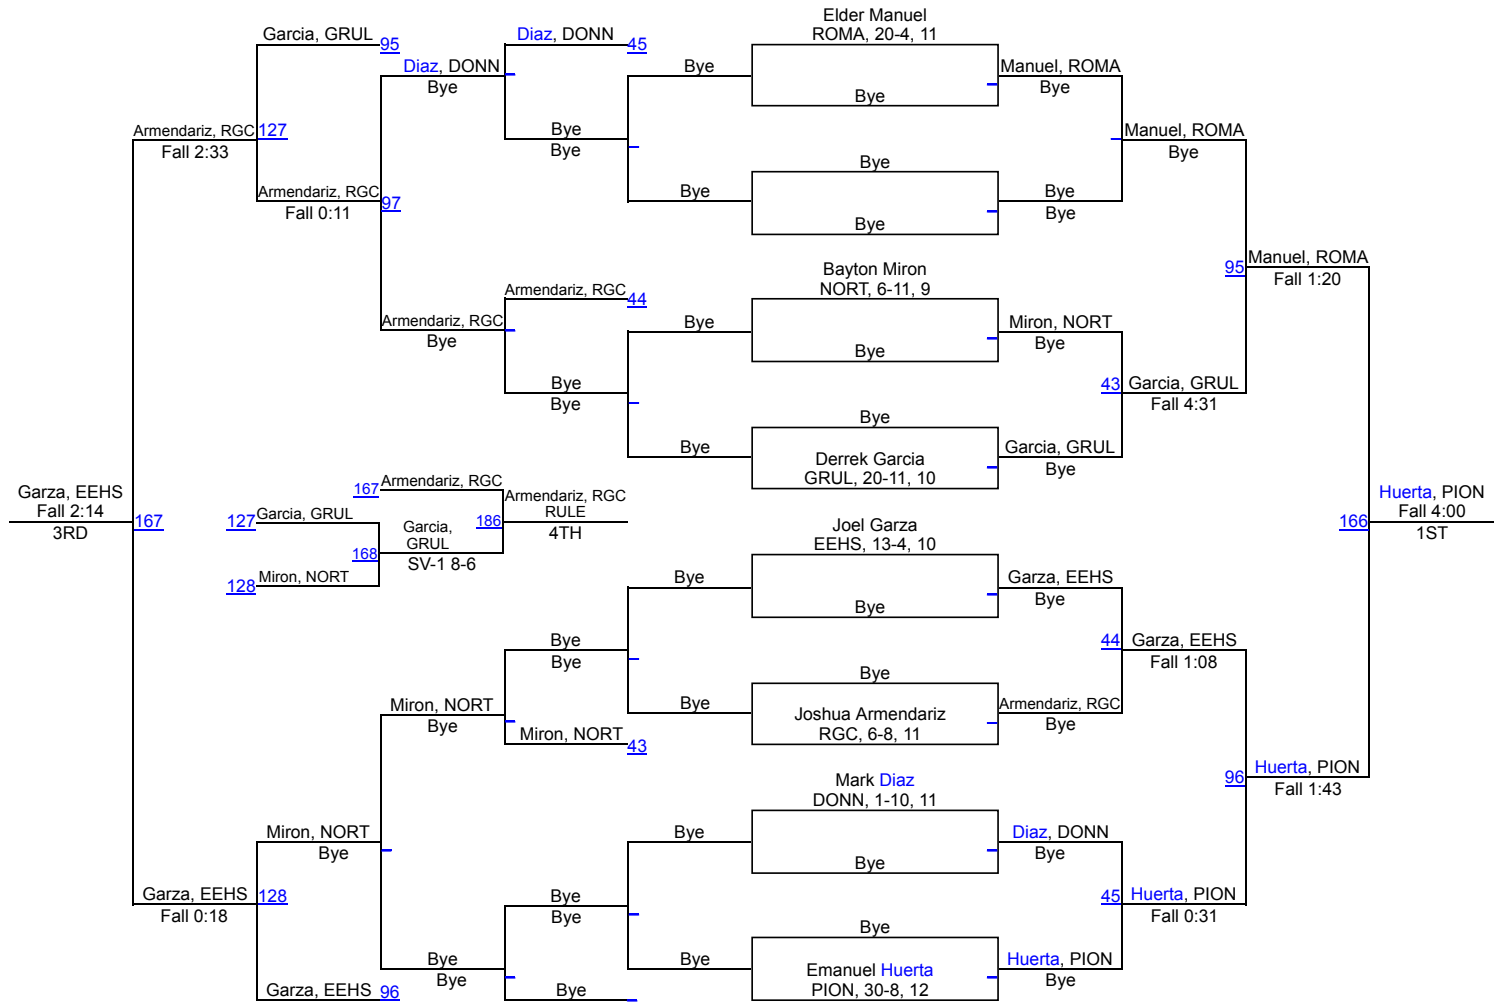 Elder Manuel
ROMA, 20-4, 11
Garcia, GRUL
95
Diaz, DONN
45
Diaz, DONN
Bye
Bye
Bye
Manuel, ROMA
Bye
Armendariz, RGC
127
Fall 2:33
Bye
Bye
Manuel, ROMA
Bye
Bye
Armendariz, RGC
97
Fall 0:11
Bye
Bye
Bye
Bye
Manuel, ROMA
95
Fall 1:20
Bayton Miron
NORT, 6-11, 9
Armendariz, RGC
44
Armendariz, RGC
Bye
Bye
Bye
Miron, NORT
Bye
Bye
Bye
43
Garcia, GRUL
Fall 4:31
Bye
Bye
Derrek Garcia
GRUL, 20-11, 10
Garcia, GRUL
Bye
Garza, EEHS
Fall 2:14
3RD
167
167
Armendariz, RGC
127
Garcia, GRUL
128
Miron, NORT
168
Garcia,
GRUL
SV-1 8-6
186
Armendariz, RGC
RULE
4TH
Huerta, PION
Fall 4:00
1ST
166
Joel Garza
EEHS, 13-4, 10
Bye
Bye
Garza, EEHS
Bye
Bye
Bye
44
Garza, EEHS
Fall 1:08
Miron, NORT
Bye
Miron, NORT
43
Bye
Bye
Joshua Armendariz
RGC, 6-8, 11
Armendariz, RGC
Bye
96
Huerta, PION
Fall 1:43
Mark Diaz
DONN, 1-10, 11
Miron, NORT
Bye
Bye
Bye
Diaz, DONN
Bye
Garza, EEHS
128
Fall 0:18
Bye
Bye
45
Huerta, PION
Fall 0:31
Bye
Bye
Bye
Bye
Emanuel Huerta
PION, 30-8, 12
Huerta, PION
Bye
Garza, EEHS
96
Bye